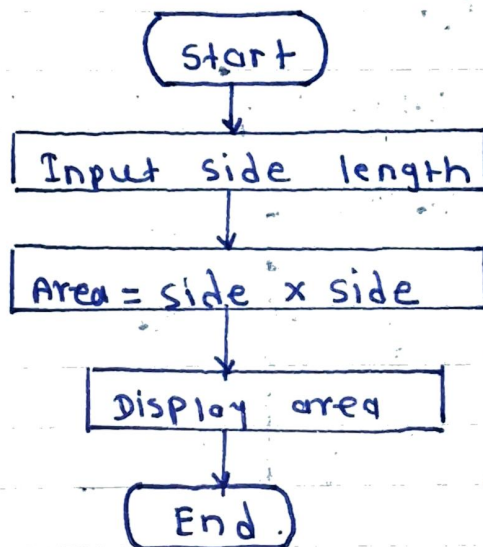 Start
Input side length
Area = side x side
Display area
End.